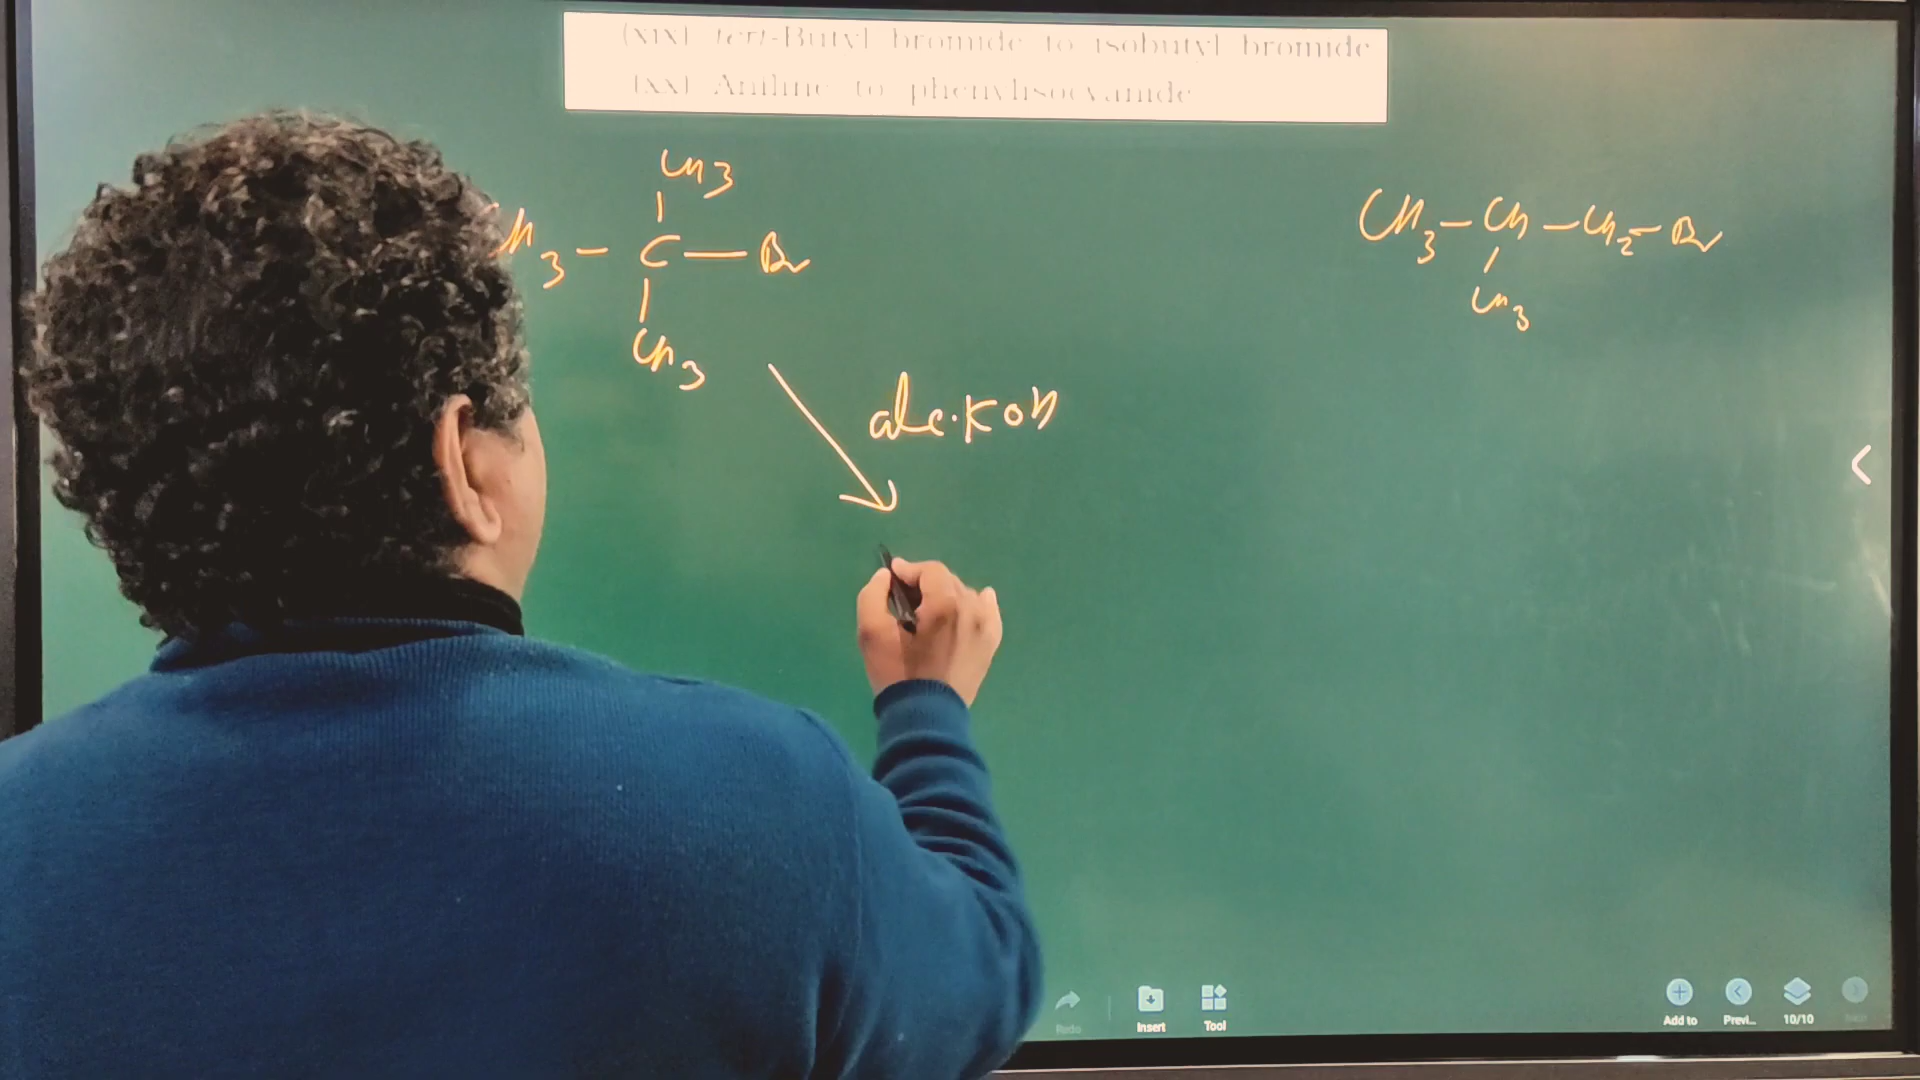 (xix) tert-Butyl bromide to isobutyl bromide
(xx) Aniline to phenylisocyanide
CH3
CH3 - C - Br
CH3
CH3 - CH - CH2 - Br
CH3
alc. KOH
Redo
Insert
Tool
Add to
Previ...
10/10